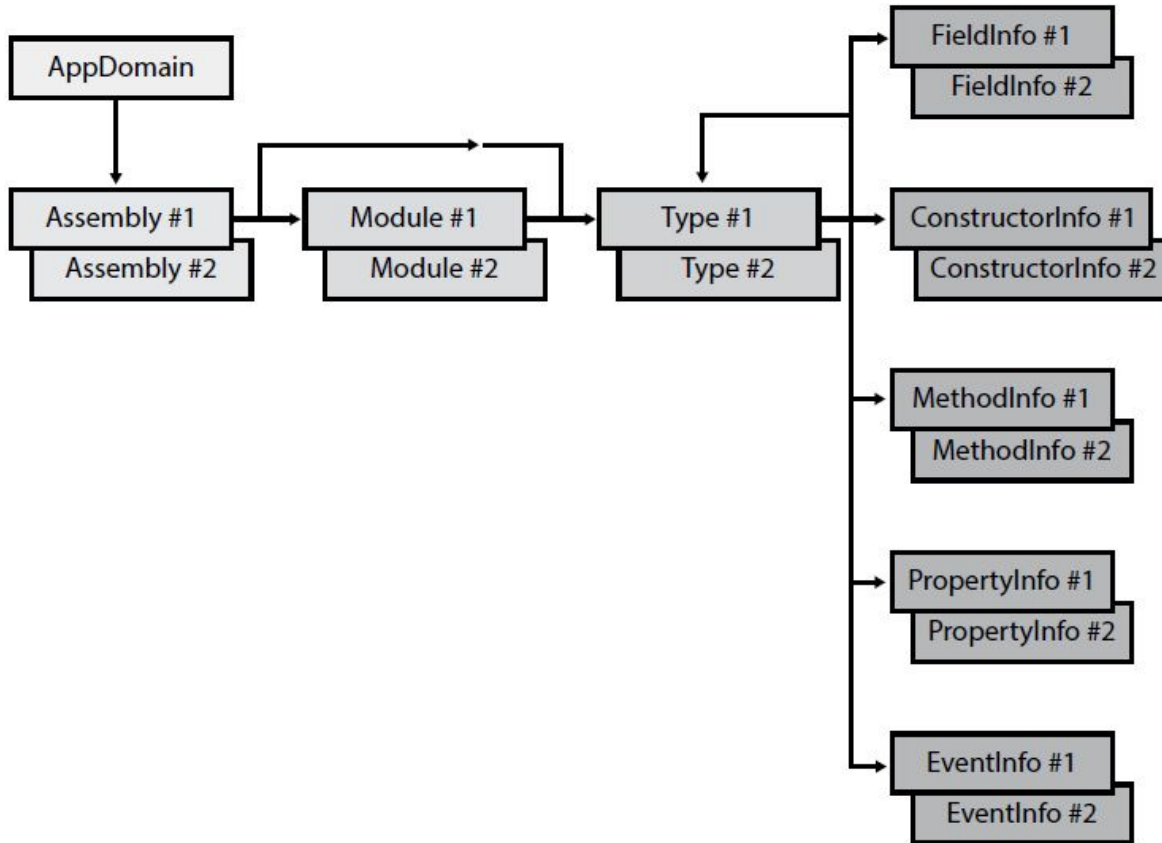 AppDomain
Assembly #1
Assembly #2
Module #1
Module #2
Type #1
Type #2
FieldInfo #1
FieldInfo #2
ConstructorInfo #1
ConstructorInfo #2
MethodInfo #1
MethodInfo #2
PropertyInfo #1
PropertyInfo #2
EventInfo #1
EventInfo #2